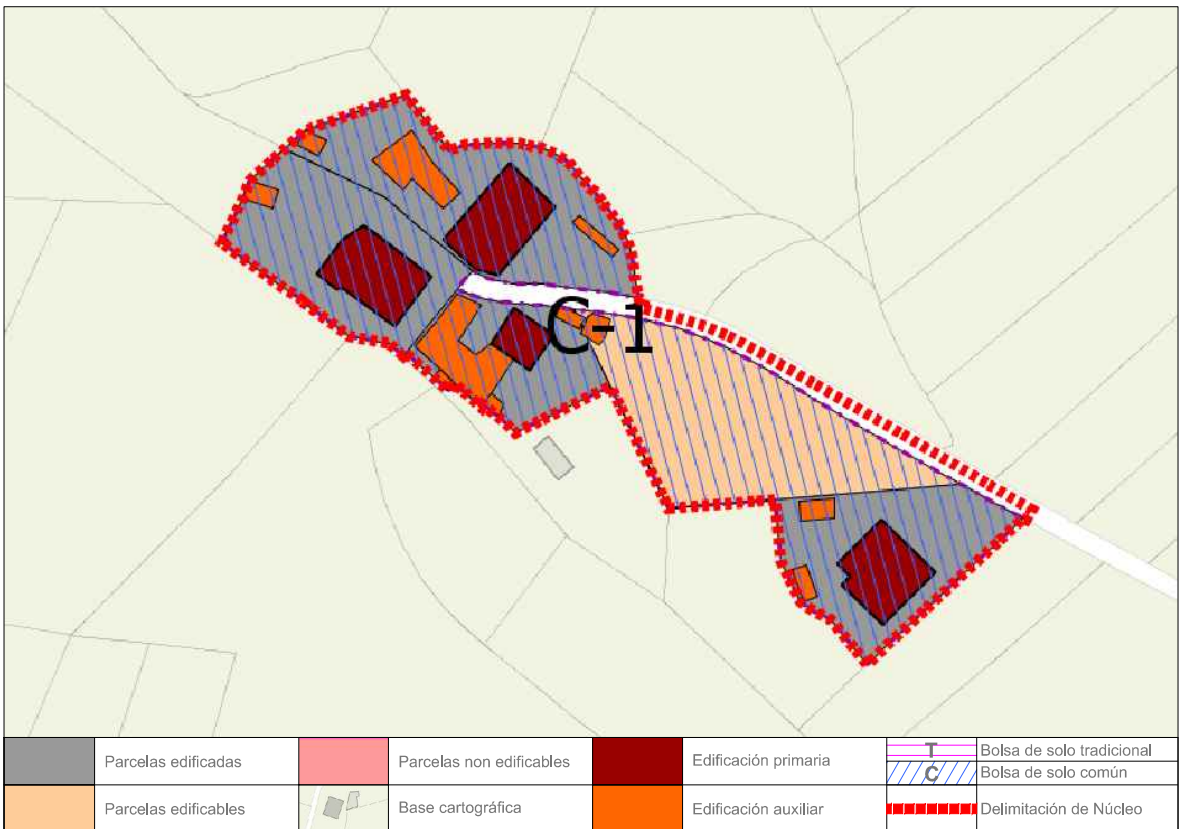 C-1
Parcelas edificadas
Parcelas non edificables
Edificación primaria
T
Bolsa de solo tradicional
C
Bolsa de solo común
Parcelas edificables
Base cartográfica
Edificación auxiliar
Delimitación de Núcleo